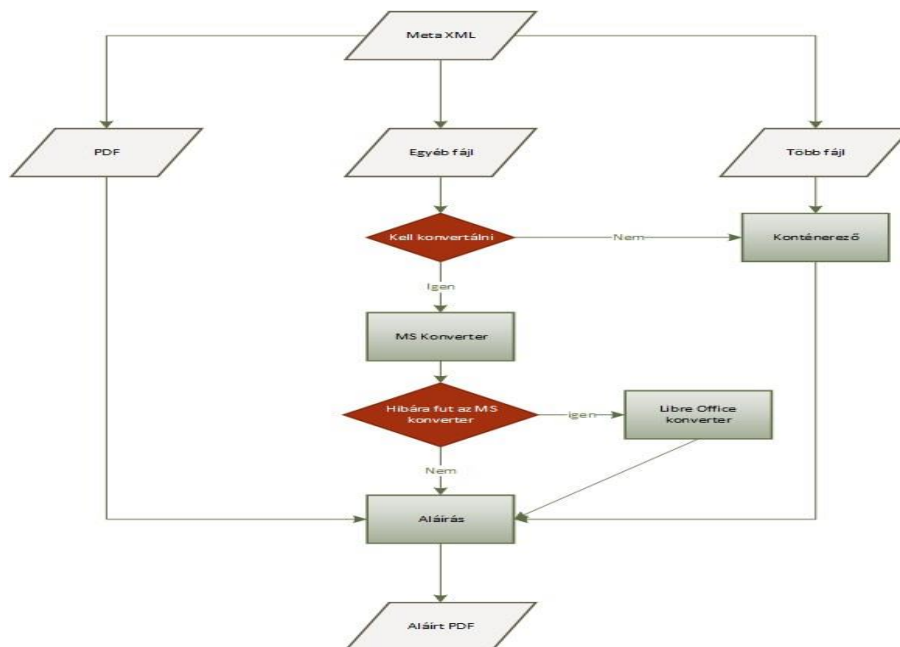 Meta XML
PDF
Egyéb fájl
Több fájl
Kell konvertálni
Nem
Konténerező
Igen
MS Konverter
Hibára fut az MS
konverter
igen
Libre Office
konverter
Nem
Aláírás
Aláírt PDF